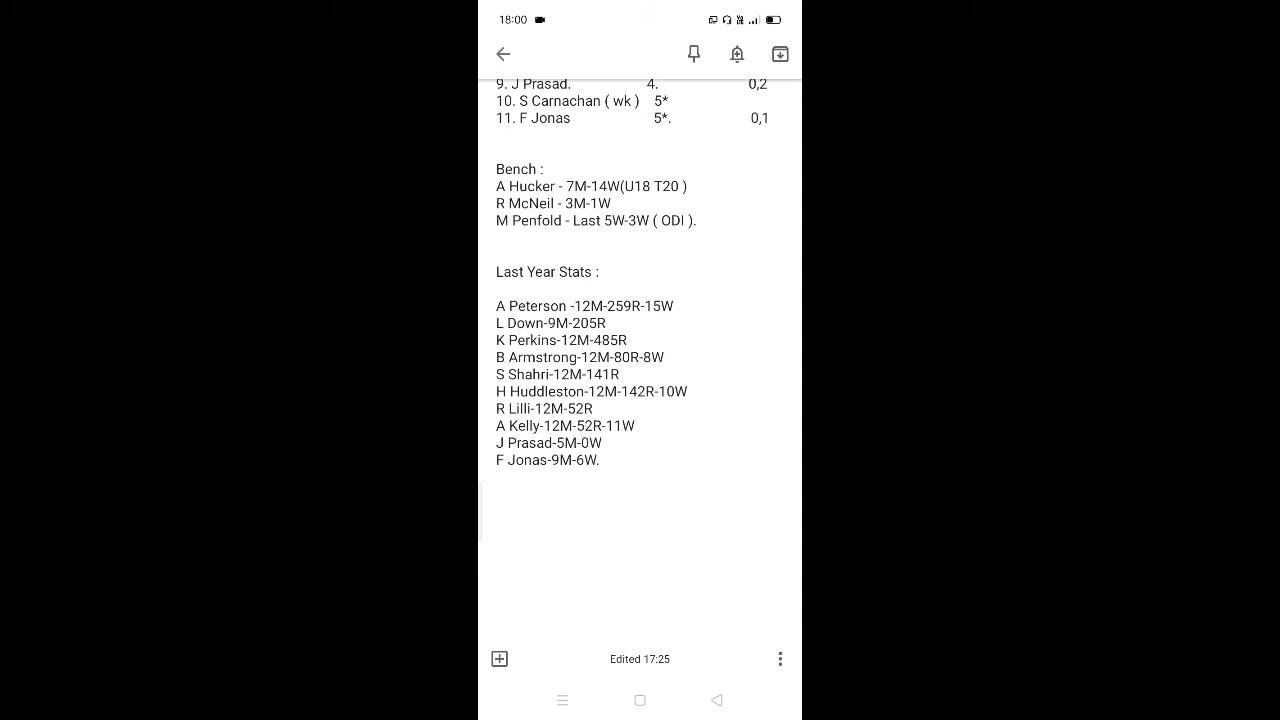 18:00
9. J Prasad. 4. 0,2
10. S Carnachan ( wk ) 5*
11. F Jonas 5*. 0,1
Bench :
A Hucker - 7M-14W(U18 T20 )
R McNeil - 3M-1W
M Penfold - Last 5W-3W ( ODI ).
Last Year Stats :
A Peterson -12M-259R-15W
L Down-9M-205R
K Perkins-12M-485R
B Armstrong-12M-80R-8W
S Shahri-12M-141R
H Huddleston-12M-142R-10W
R Lilli-12M-52R
A Kelly-12M-52R-11W
J Prasad-5M-0W
F Jonas-9M-6W.
Edited 17:25